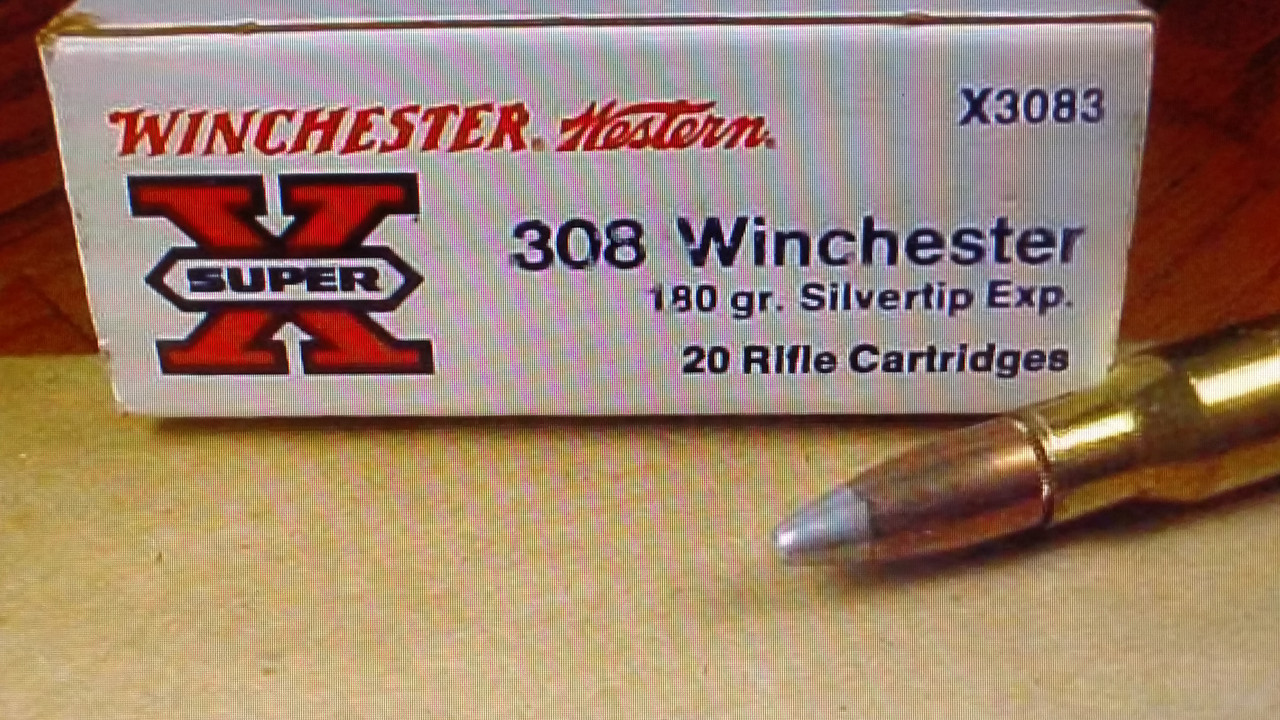 WINCHESTER. Western.
X3083
SUPER X
308 Winchester
180 gr. Silvertip Exp.
20 Rifle Cartridges